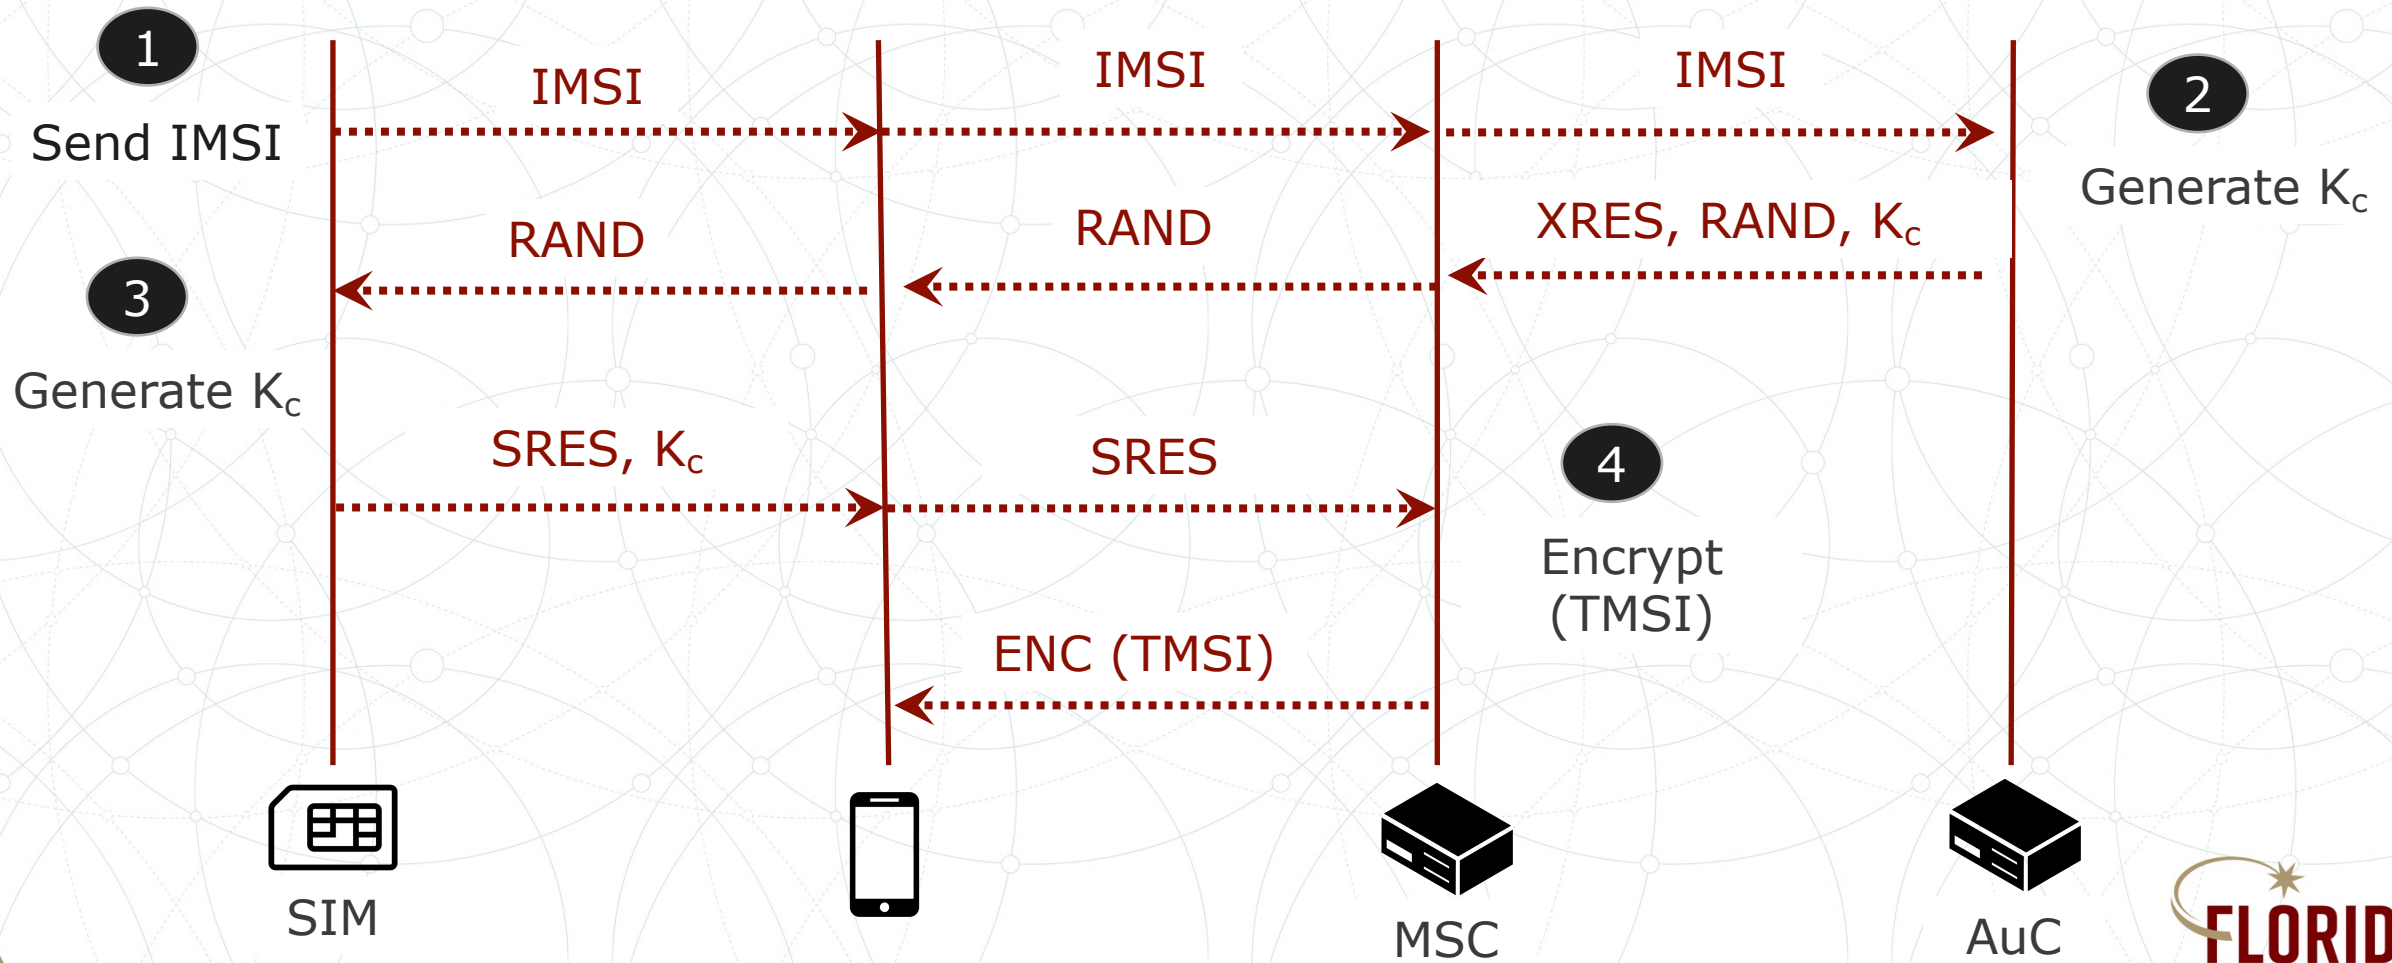 1
Send IMSI
IMSI
IMSI
IMSI
2
Generate Kc
RAND
RAND
XRES, RAND, Kc
3
Generate Kc
SRES, Kc
SRES
4
Encrypt
(TMSI)
ENC (TMSI)
SIM
MSC
AuC
FLORID